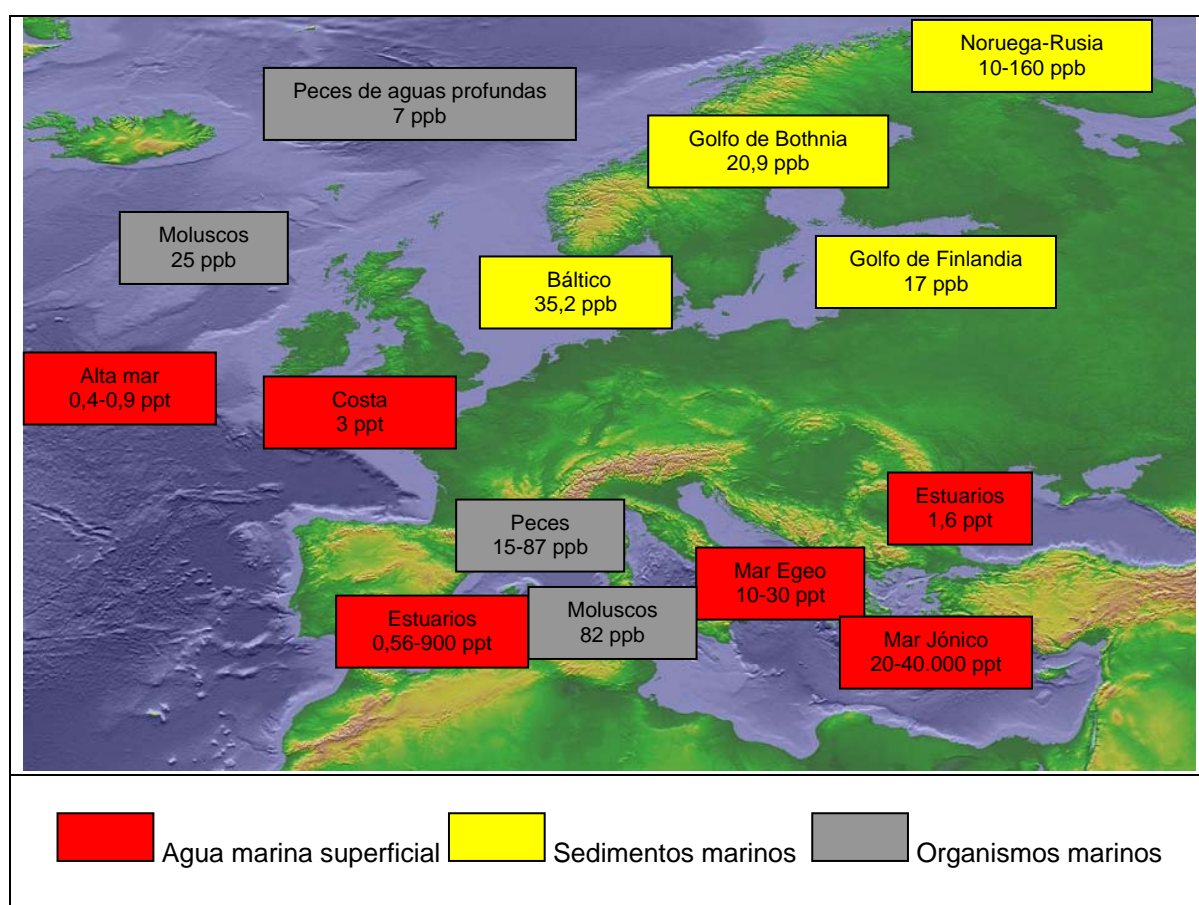 Noruega-Rusia
10-160 ppb
Peces de aguas profundas
7 ppb
Golfo de Bothnia
20,9 ppb
Moluscos
25 ppb
Golfo de Finlandia
17 ppb
Báltico
35,2 ppb
Alta mar
0,4-0,9 ppt
Costa
3 ppt
Estuarios
1,6 ppt
Peces
15-87 ppb
Mar Egeo
10-30 ppt
Moluscos
82 ppb
Estuarios
0,56-900 ppt
Mar Jónico
20-40.000 ppt
Agua marina superficial
Sedimentos marinos
Organismos marinos